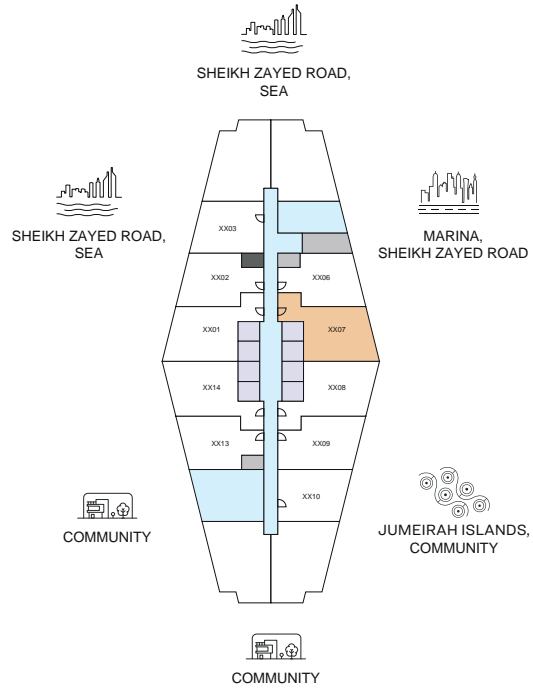 SHEIKH ZAYED ROAD,
SEA
SHEIKH ZAYED ROAD,
SEA
MARINA,
SHEIKH ZAYED ROAD
XX03
XX02
XX06
XX01
XX07
XX14
XX08
XX13
XX09
XX10
COMMUNITY
JUMEIRAH ISLANDS,
COMMUNITY
COMMUNITY